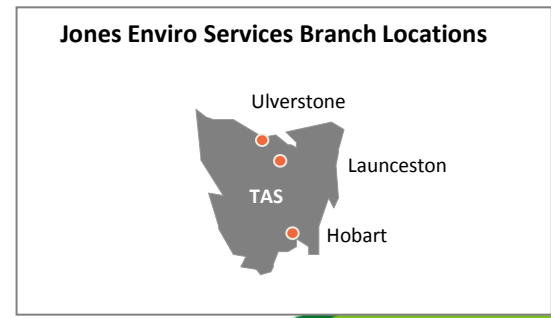 Jones Enviro Services Branch Locations
Ulverstone
Launceston
TAS
Hobart